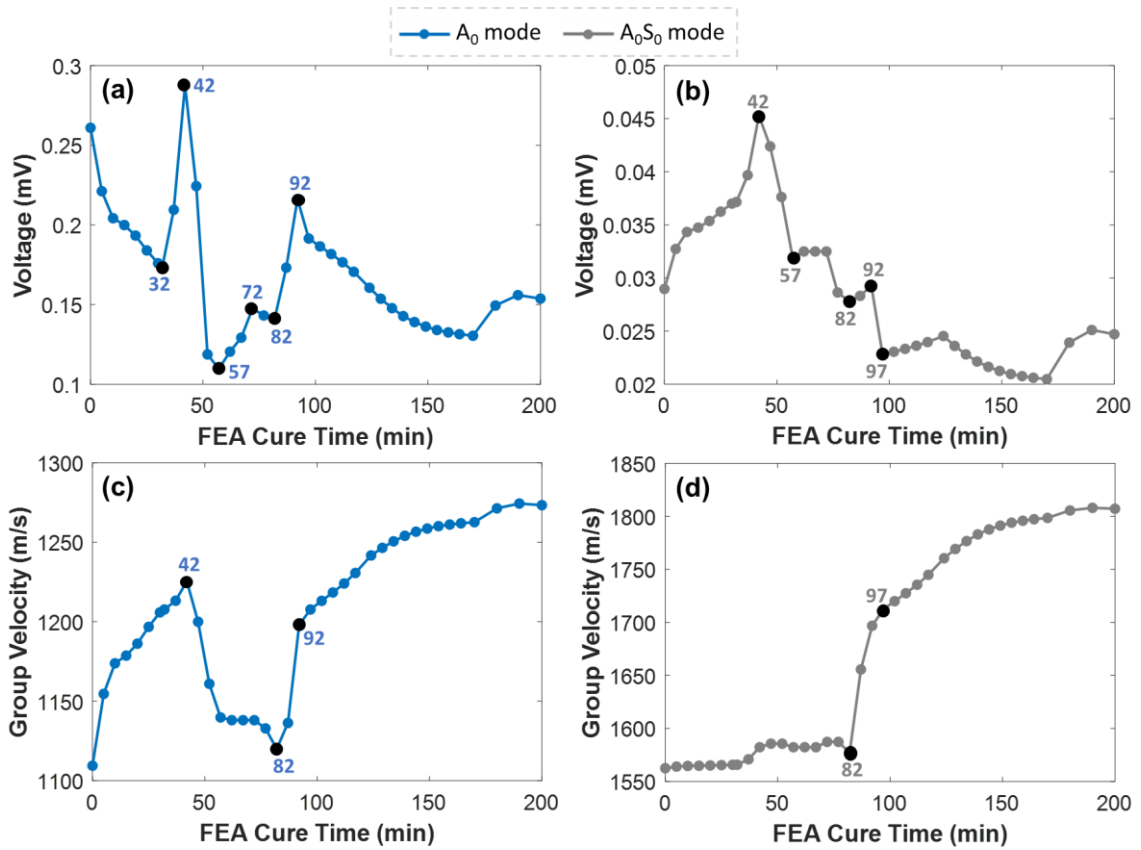 A₀ mode A₀S₀ mode
(a)
0.3
0.25
0.2
0.15
0.1
Voltage (mV)
42
32
57
72
82
92
0 50 100 150 200
FEA Cure Time (min)
(b)
0.05
0.045
0.04
0.035
0.03
0.025
0.02
Voltage (mV)
42
57
82
92
97
0 50 100 150 200
FEA Cure Time (min)
(c)
1300
1250
1200
1150
1100
Group Velocity (m/s)
42
82
92
0 50 100 150 200
FEA Cure Time (min)
(d)
1850
1800
1750
1700
1650
1600
1550
Group Velocity (m/s)
97
82
0 50 100 150 200
FEA Cure Time (min)